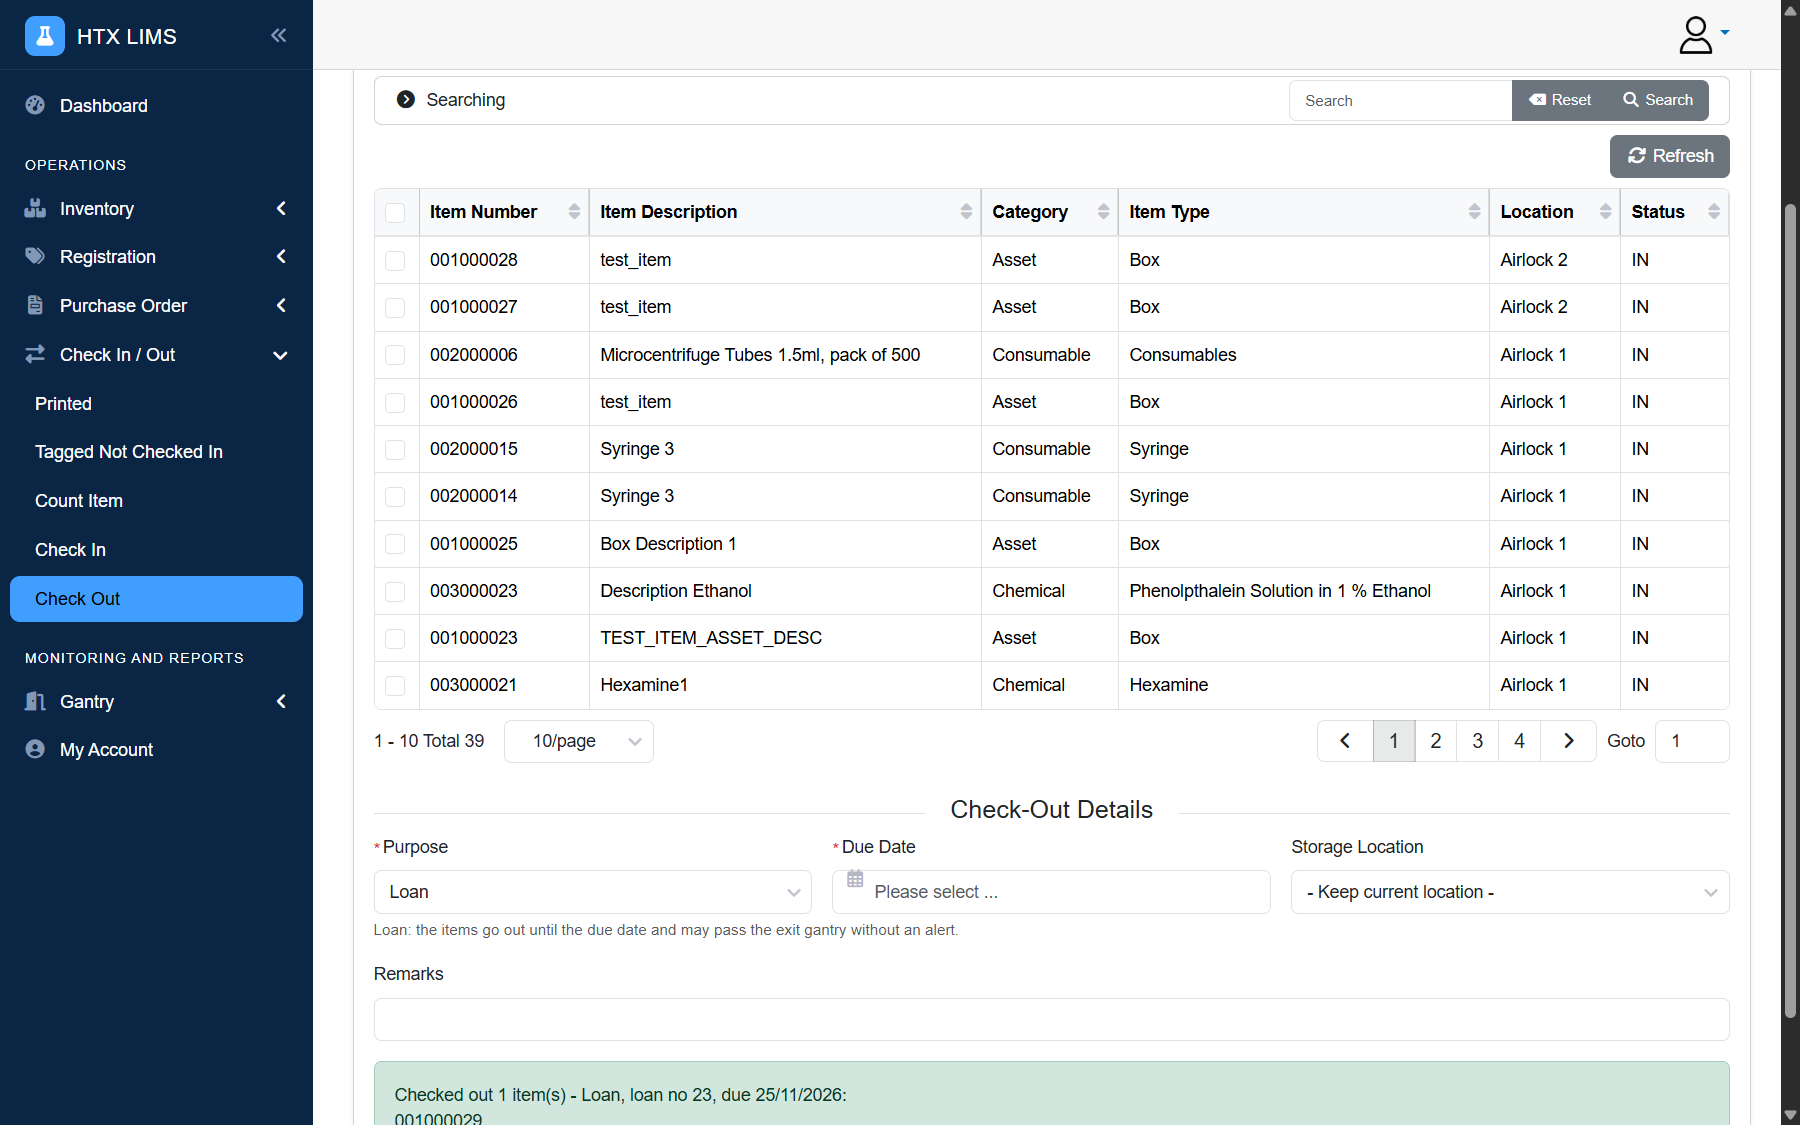 HTX LIMS
Dashboard
OPERATIONS
Inventory
Registration
Purchase Order
Check In / Out
Printed
Tagged Not Checked In
Count Item
Check In
Check Out
MONITORING AND REPORTS
Gantry
My Account
Searching
Search Reset Search
Refresh
Item Number Item Description Category Item Type Location Status
001000028 test_item Asset Box Airlock 2 IN
001000027 test_item Asset Box Airlock 2 IN
002000006 Microcentrifuge Tubes 1.5ml, pack of 500 Consumable Consumables Airlock 1 IN
001000026 test_item Asset Box Airlock 1 IN
002000015 Syringe 3 Consumable Syringe Airlock 1 IN
002000014 Syringe 3 Consumable Syringe Airlock 1 IN
001000025 Box Description 1 Asset Box Airlock 1 IN
003000023 Description Ethanol Chemical Phenolpthalein Solution in 1 % Ethanol Airlock 1 IN
001000023 TEST_ITEM_ASSET_DESC Asset Box Airlock 1 IN
003000021 Hexamine1 Chemical Hexamine Airlock 1 IN
1 - 10 Total 39 10/page 1 2 3 4 Goto 1
Check-Out Details
*Purpose *Due Date Storage Location
Loan Please select ... - Keep current location -
Loan: the items go out until the due date and may pass the exit gantry without an alert.
Remarks
Checked out 1 item(s) - Loan, loan no 23, due 25/11/2026:
001000029